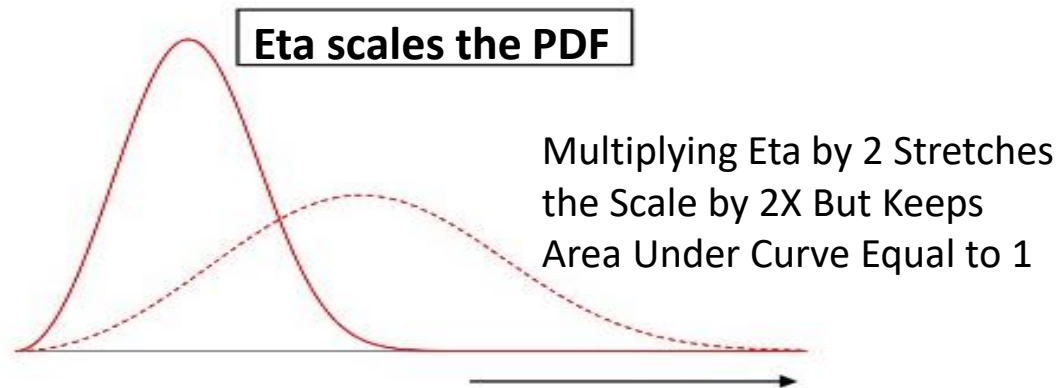 Eta scales the PDF
Multiplying Eta by 2 Stretches
the Scale by 2X But Keeps
Area Under Curve Equal to 1